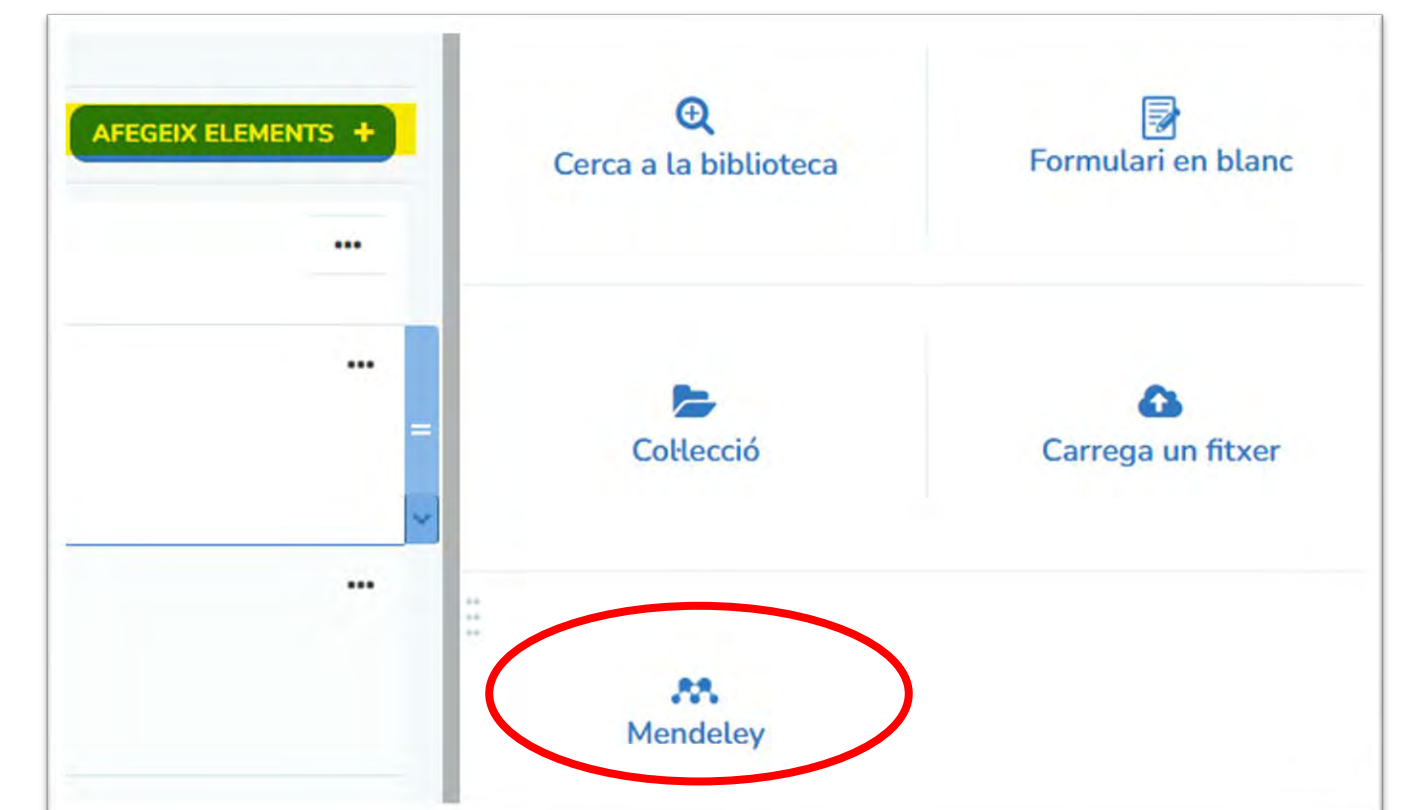 AFEGEIX ELEMENTS +
Cerca a la biblioteca
Formulari en blanc
Col·lecció
Carrega un fitxer
Mendeley